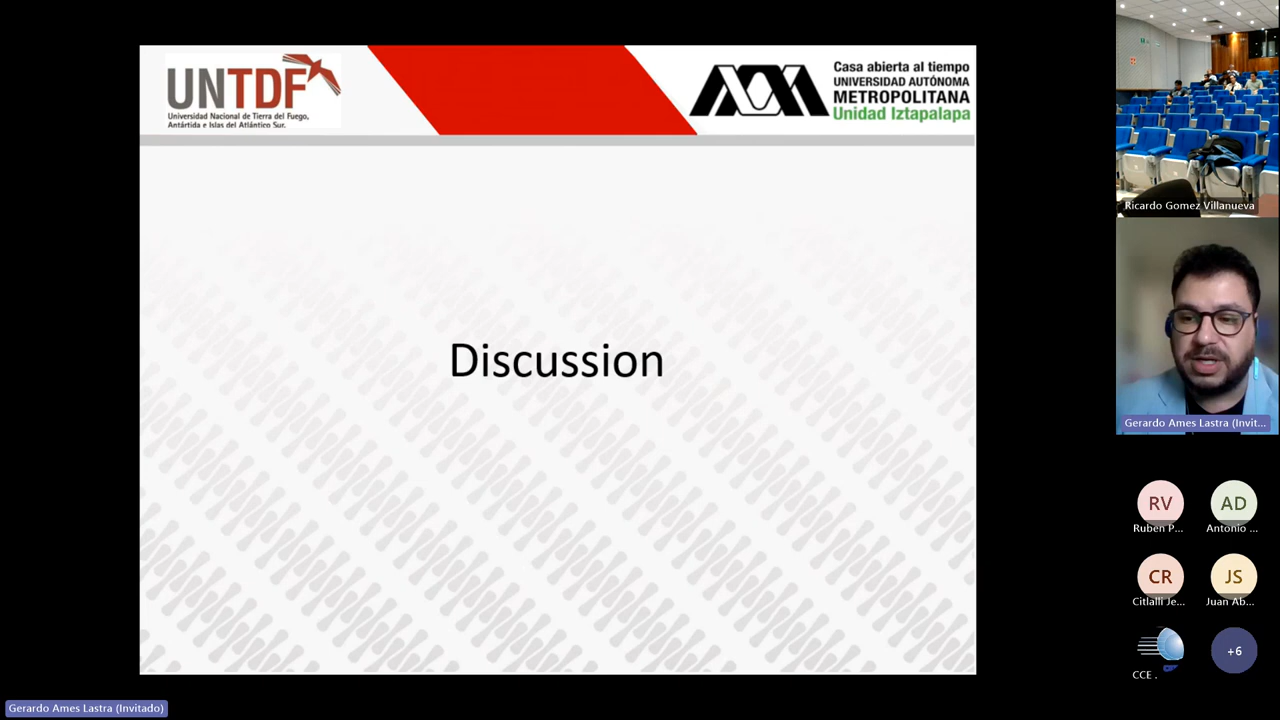 UNTDF
Universidad Nacional de Tierra del Fuego,
Antártida e Islas del Atlántico Sur.
Casa abierta al tiempo
UNIVERSIDAD AUTÓNOMA
METROPOLITANA
Unidad Iztapalapa
Discussion
Ricardo Gomez Villanueva
Gerardo Ames Lastra (Invit...
RV
AD
Ruben P...
Antonio ...
CR
JS
Citlalli Je...
Juan Ab...
+6
CCE .
Gerardo Ames Lastra (Invitado)